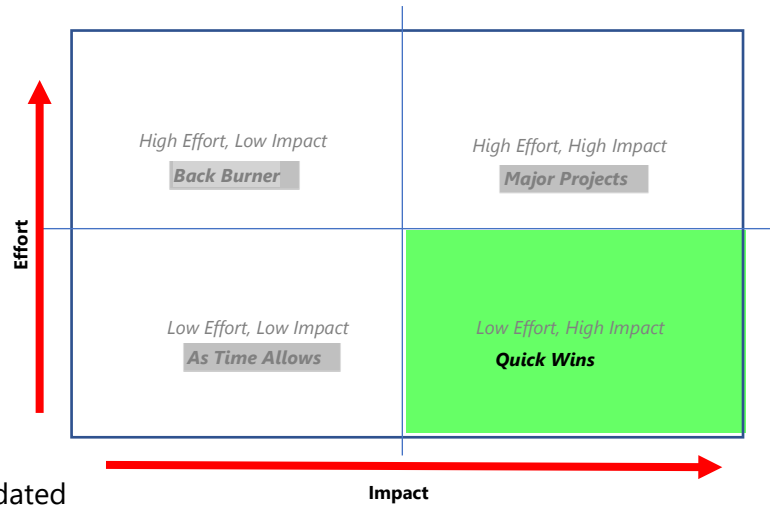 High Effort, Low Impact
Back Burner
High Effort, High Impact
Major Projects
Effort
Low Effort, Low Impact
As Time Allows
Low Effort, High Impact
Quick Wins
Impact
dated